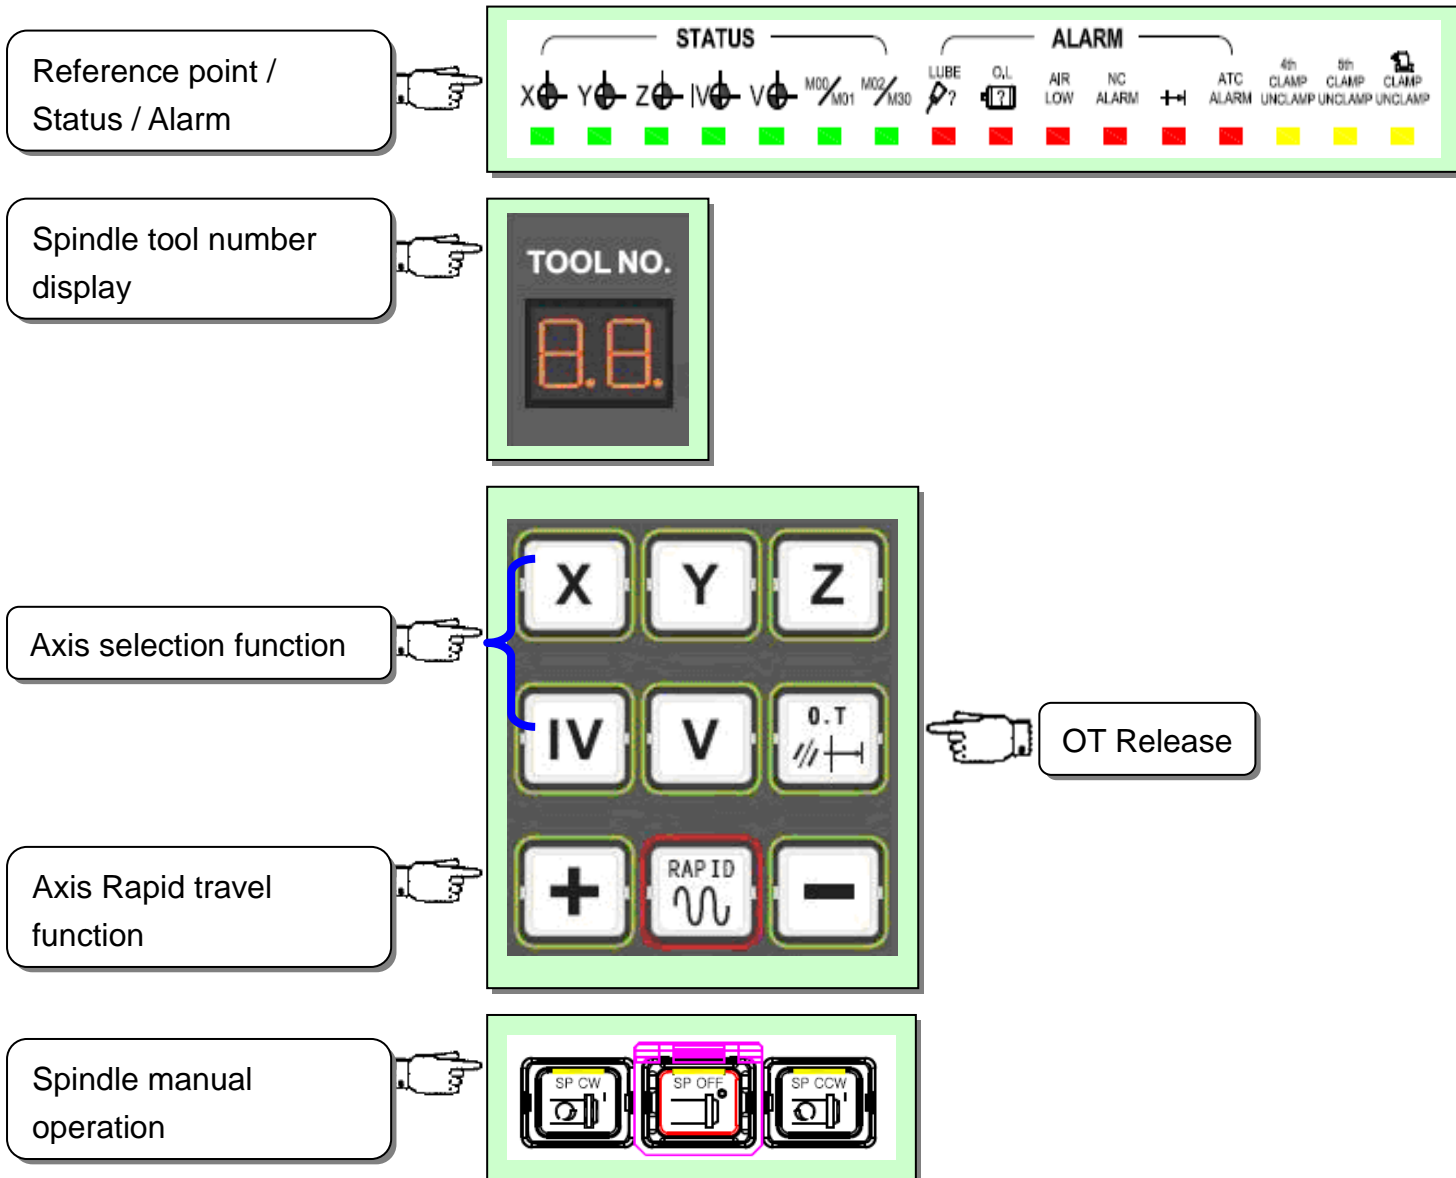 Reference point /
Status / Alarm
STATUS
ALARM
X
Y
Z
IV
V
M00/M01
M02/M30
LUBE
?
O,L
?
AIR
LOW
NC
ALARM
ATC
ALARM
4th
CLAMP
UNCLAMP
5th
CLAMP
UNCLAMP
CLAMP
UNCLAMP
Spindle tool number
display
TOOL NO.
8.8.
Axis selection function
X
Y
Z
IV
V
O.T
OT Release
Axis Rapid travel
function
+
RAPID
−
Spindle manual
operation
SP CW
SP OFF
SP CCW